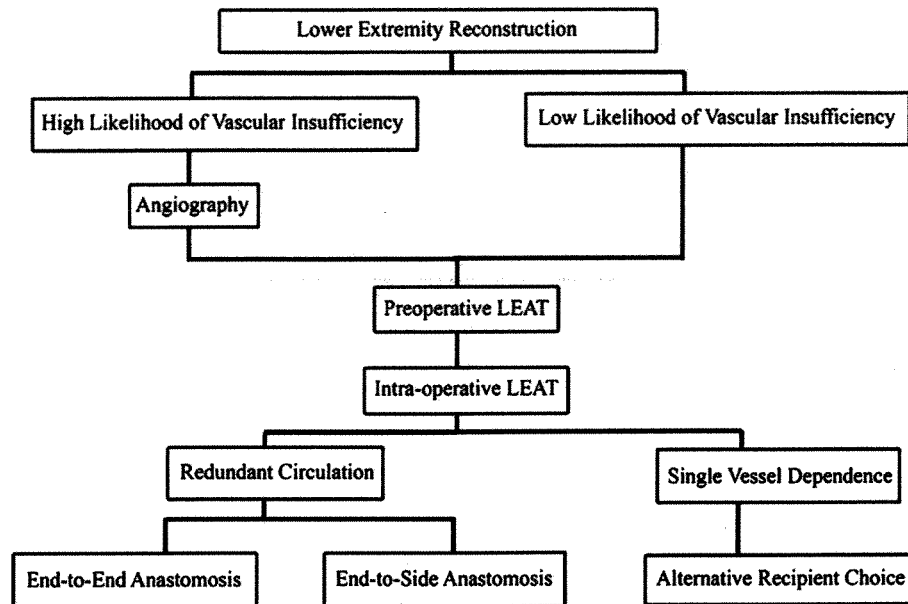 Lower Extremity Reconstruction
High Likelihood of Vascular Insufficiency
Low Likelihood of Vascular Insufficiency
Angiography
Preoperative LEAT
Intra-operative LEAT
Redundant Circulation
Single Vessel Dependence
End-to-End Anastomosis
End-to-Side Anastomosis
Alternative Recipient Choice